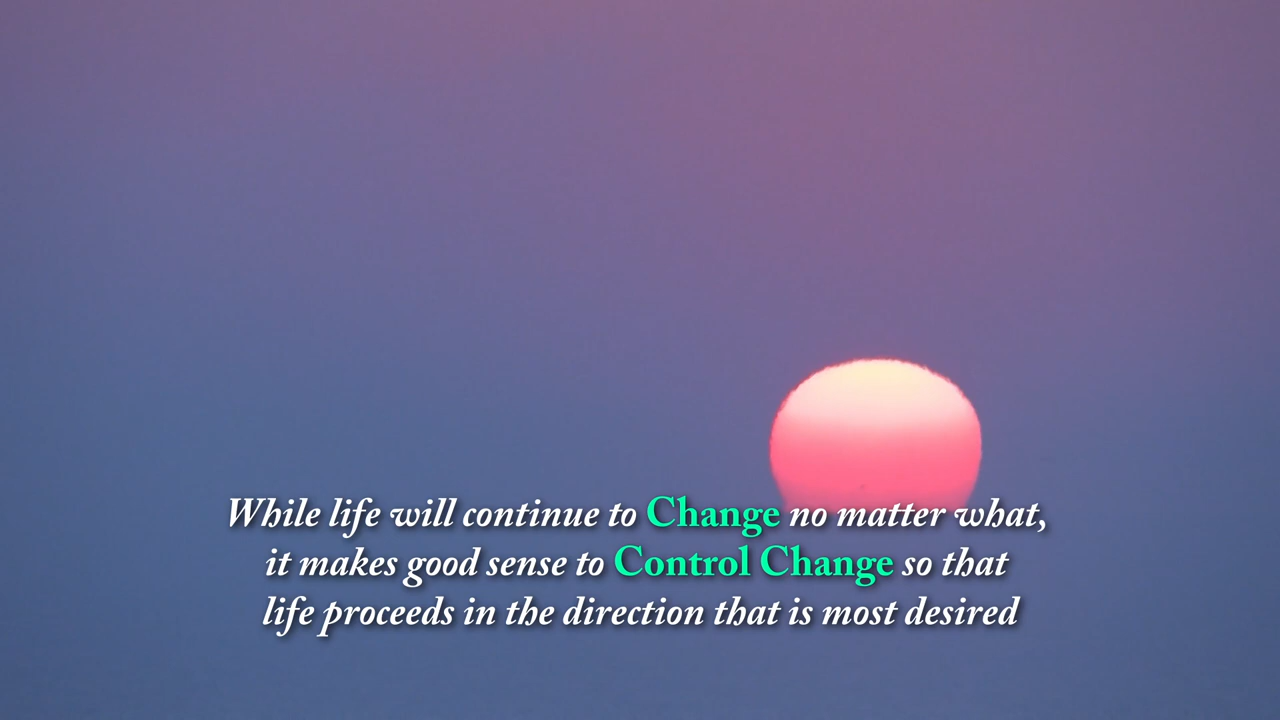 While life will continue to Change no matter what,
it makes good sense to Control Change so that
life proceeds in the direction that is most desired